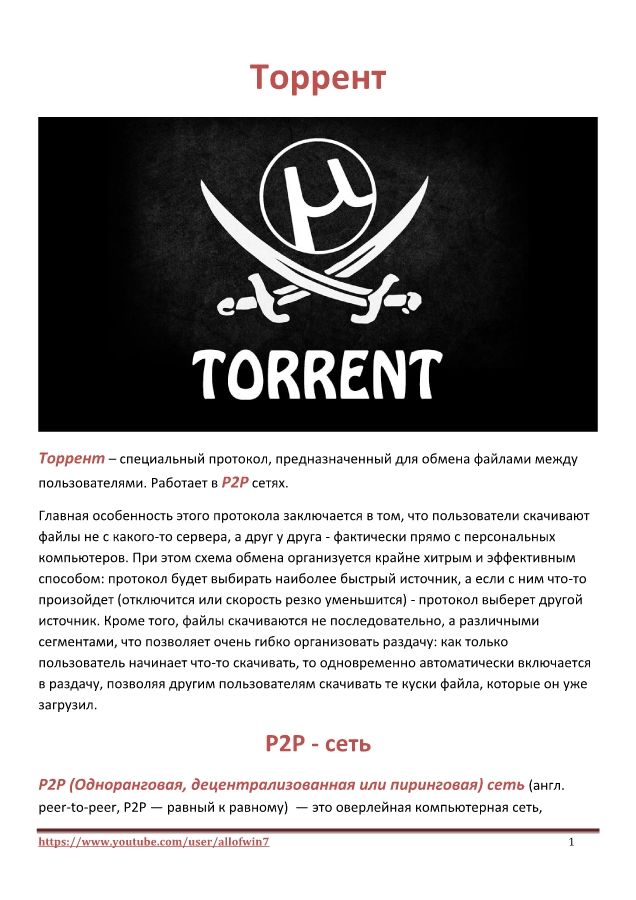 Торрент
µ
TORRENT
Торрент – специальный протокол, предназначенный для обмена файлами между
пользователями. Работает в P2P сетях.
Главная особенность этого протокола заключается в том, что пользователи скачивают
файлы не с какого-то сервера, а друг у друга - фактически прямо с персональных
компьютеров. При этом схема обмена организуется крайне хитрым и эффективным
способом: протокол будет выбирать наиболее быстрый источник, а если с ним что-то
произойдет (отключится или скорость резко уменьшится) - протокол выберет другой
источник. Кроме того, файлы скачиваются не последовательно, а различными
сегментами, что позволяет очень гибко организовать раздачу: как только
пользователь начинает что-то скачивать, то одновременно автоматически включается
в раздачу, позволяя другим пользователям скачивать те куски файла, которые он уже
загрузил.
P2P - сеть
P2P (Одноранговая, децентрализованная или пиринговая) сеть (англ.
peer-to-peer, P2P — равный к равному) — это оверлейная компьютерная сеть,
https://www.youtube.com/user/allofwin7 1